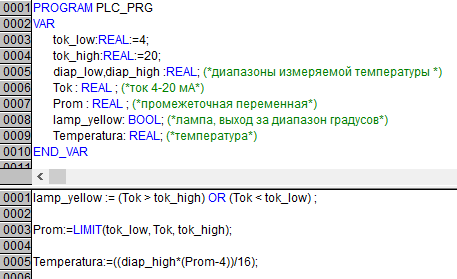 0001 PROGRAM PLC_PRG
0002 VAR
0003 tok_low:REAL:=4;
0004 tok_high:REAL:=20;
0005 diap_low,diap_high :REAL; (*диапазоны измеряемой температуры *)
0006 Tok : REAL ; (*ток 4-20 мА*)
0007 Prom : REAL ; (*промежеточная переменная*)
0008 lamp_yellow: BOOL; (*лампа, выход за диапазон градусов*)
0009 Temperatura: REAL; (*температура*)
0010 END_VAR
0011
0001 lamp_yellow := (Tok > tok_high) OR (Tok < tok_low) ;
0002
0003 Prom:=LIMIT(tok_low, Tok, tok_high);
0004
0005 Temperatura:=((diap_high*(Prom-4))/16);
0006